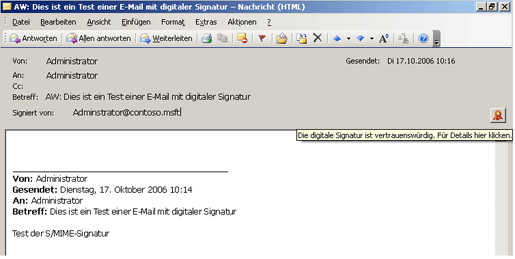 AW: Dies ist ein Test einer E-Mail mit digitaler Signatur – Nachricht (HTML)
Datei Bearbeiten Ansicht Einfügen Format Extras Aktionen ?
Antworten Allen antworten Weiterleiten
Von: Administrator Gesendet: Di 17.10.2006 10:16
An: Administrator
Cc:
Betreff: AW: Dies ist ein Test einer E-Mail mit digitaler Signatur
Signiert von: Adminstrator@contoso.msft
Die digitale Signatur ist vertrauenswürdig. Für Details hier klicken.
Von: Administrator
Gesendet: Dienstag, 17. Oktober 2006 10:14
An: Administrator
Betreff: Dies ist ein Test einer E-Mail mit digitaler Signatur
Test der S/MIME-Signatur